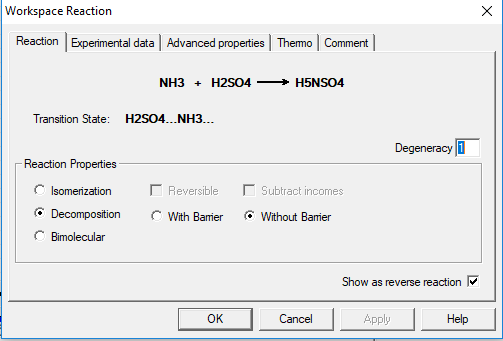 Workspace Reaction
Reaction Experimental data Advanced properties Thermo Comment
NH3 + H2SO4 ⟶ H5NSO4
Transition State: H2SO4...NH3...
Degeneracy 1
Reaction Properties
Isomerization Reversible Subtract incomes
Decomposition With Barrier Without Barrier
Bimolecular
Show as reverse reaction
OK Cancel Apply Help